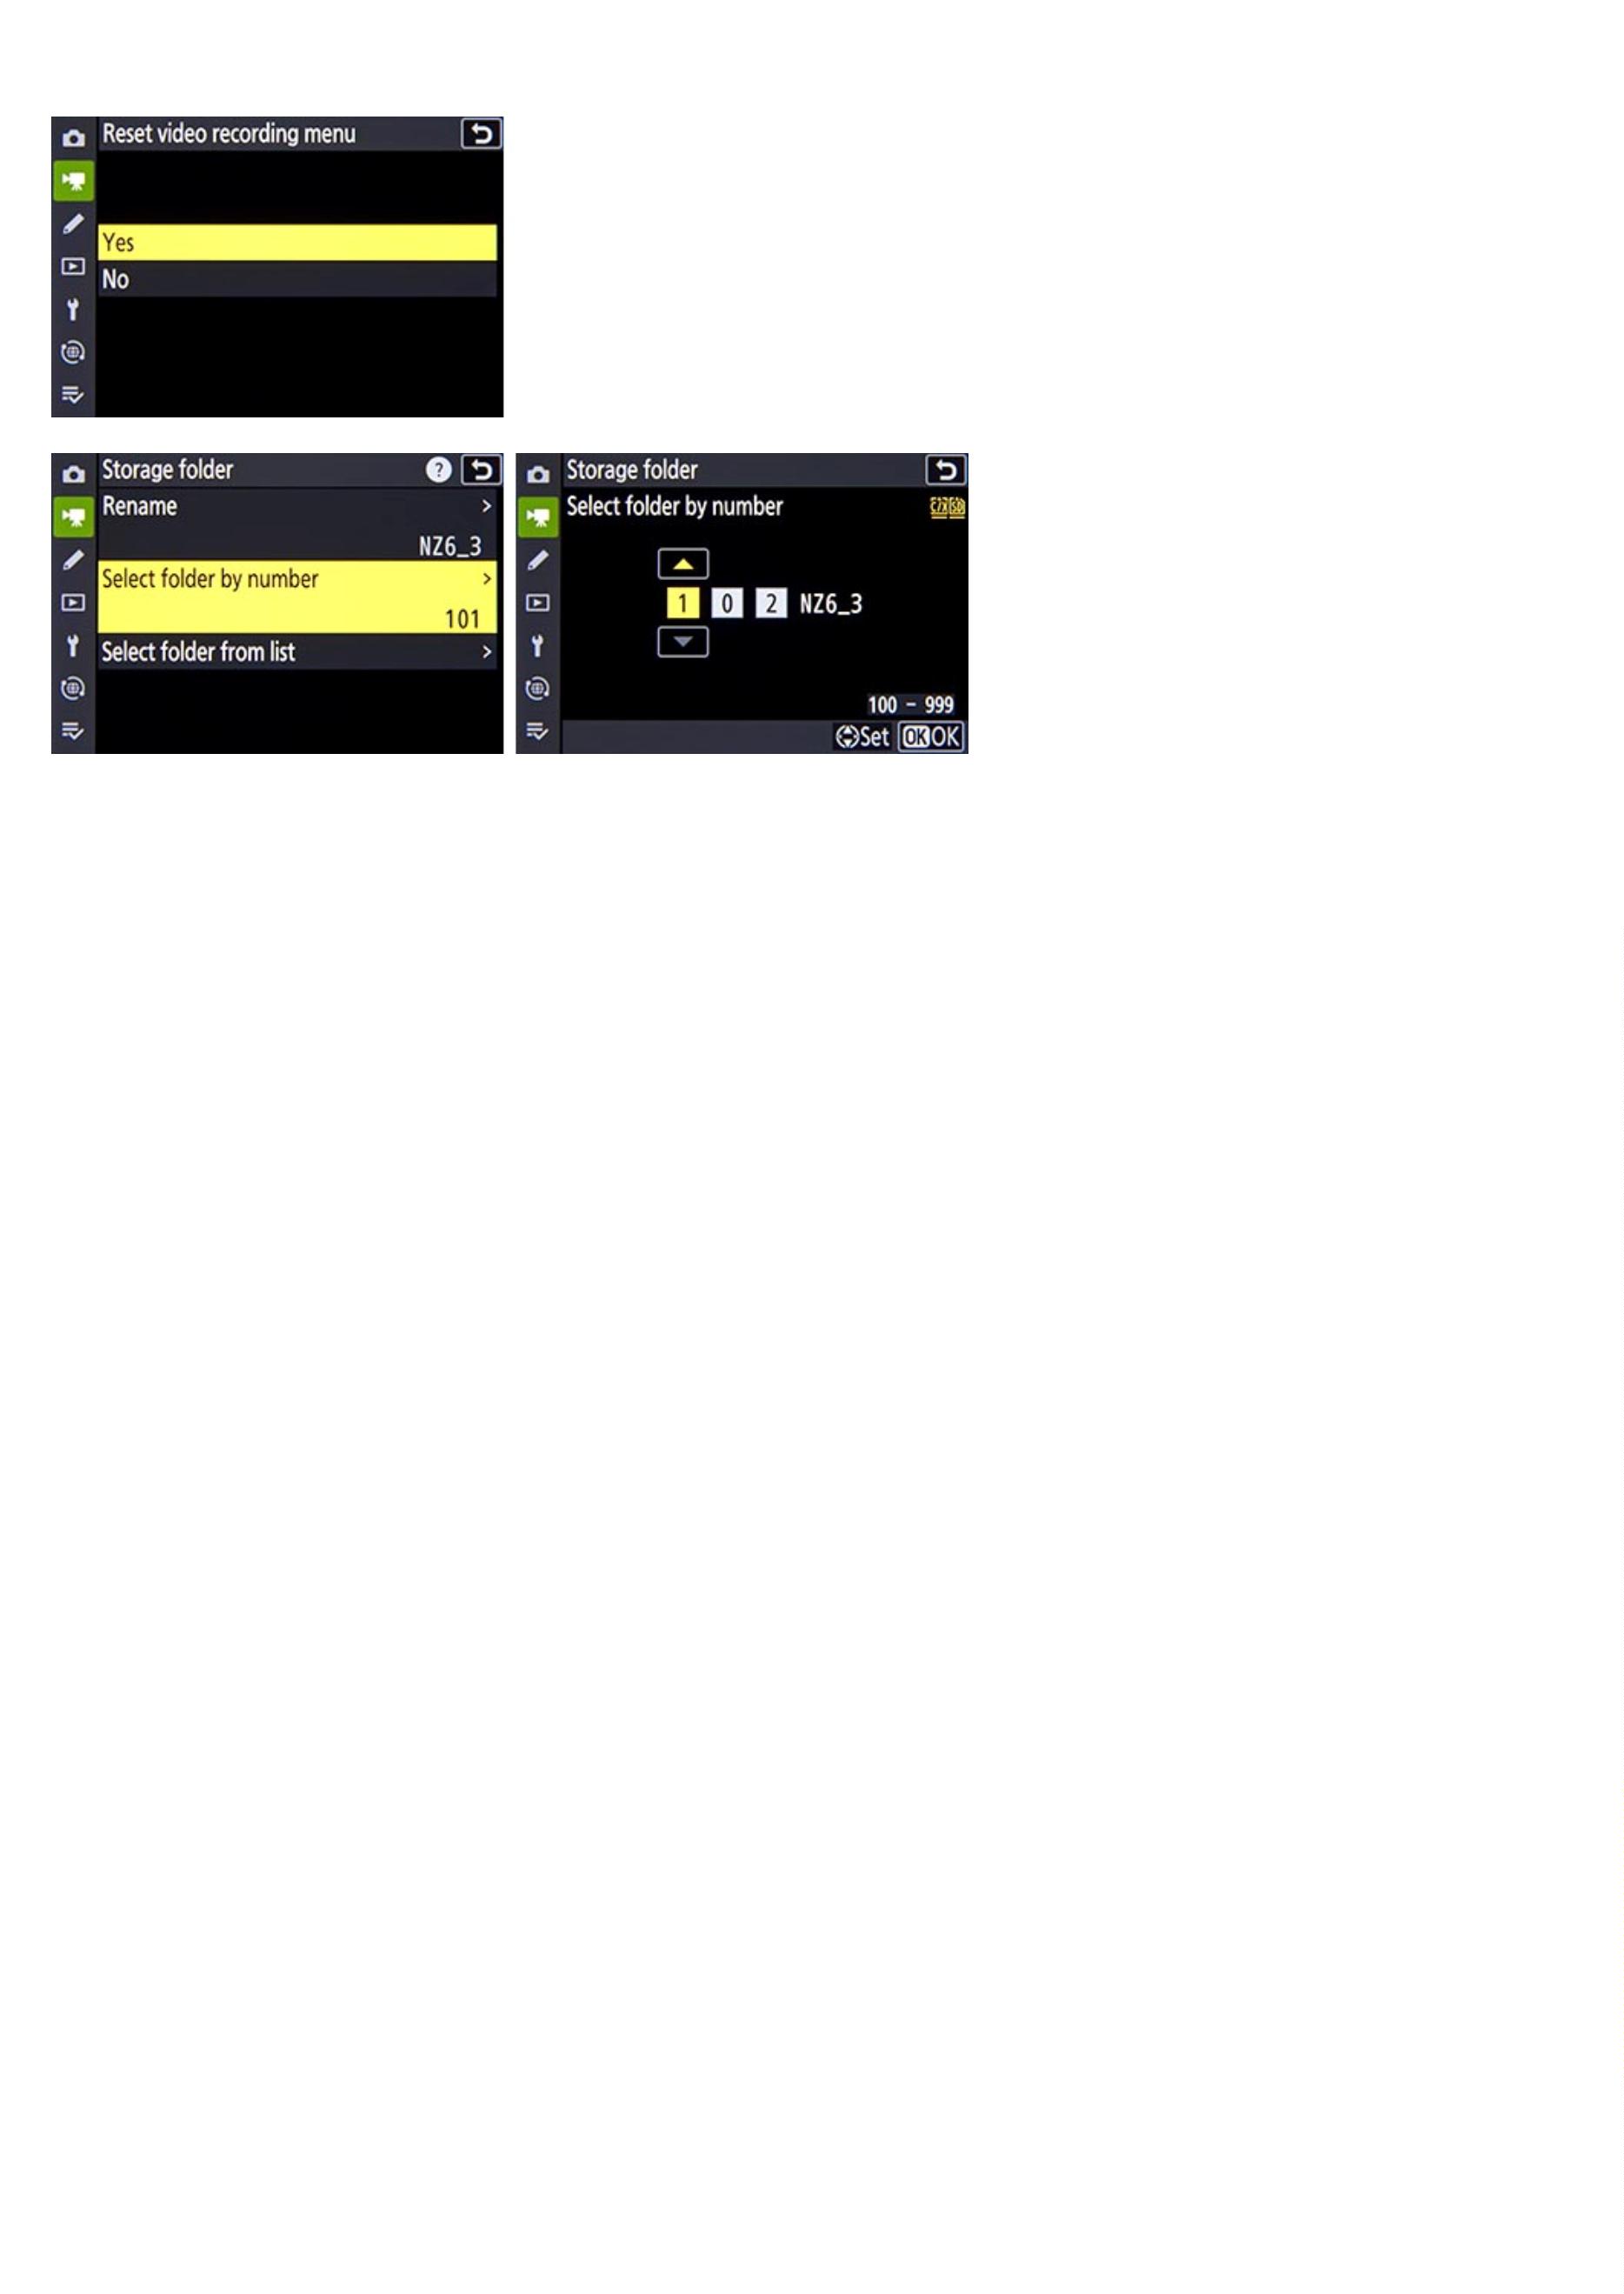 Reset video recording menu
Yes
No
Storage folder ?
Rename >
NZ6_3
Select folder by number >
101
Select folder from list >
Storage folder
Select folder by number
1 0 2 NZ6_3
100 – 999
Set OK OK